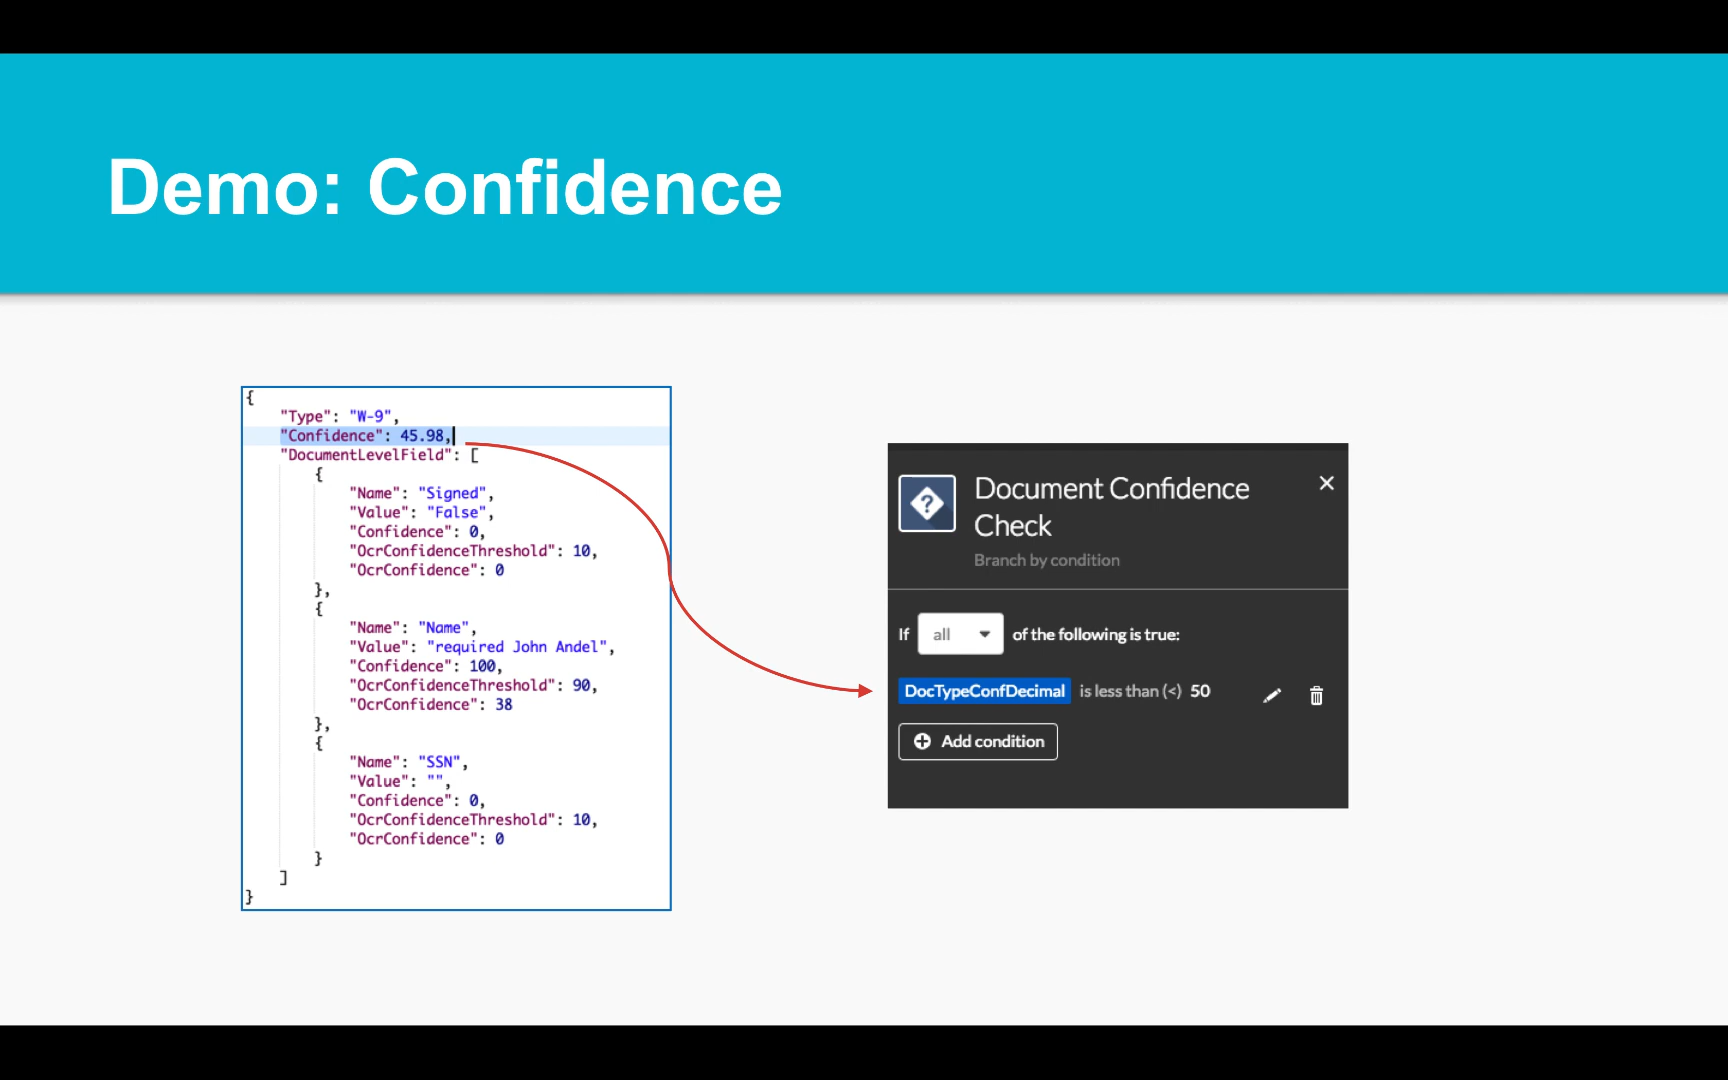 Demo: Confidence
{
"Type": "W-9",
"Confidence": 45.98,
"DocumentLevelField": [
{
"Name": "Signed",
"Value": "False",
"Confidence": 0,
"OcrConfidenceThreshold": 10,
"OcrConfidence": 0
},
{
"Name": "Name",
"Value": "required John Andel",
"Confidence": 100,
"OcrConfidenceThreshold": 90,
"OcrConfidence": 38
},
{
"Name": "SSN",
"Value": "",
"Confidence": 0,
"OcrConfidenceThreshold": 10,
"OcrConfidence": 0
}
]
}
Document Confidence
Check
Branch by condition
If all of the following is true:
DocTypeConfDecimal is less than (<) 50
Add condition